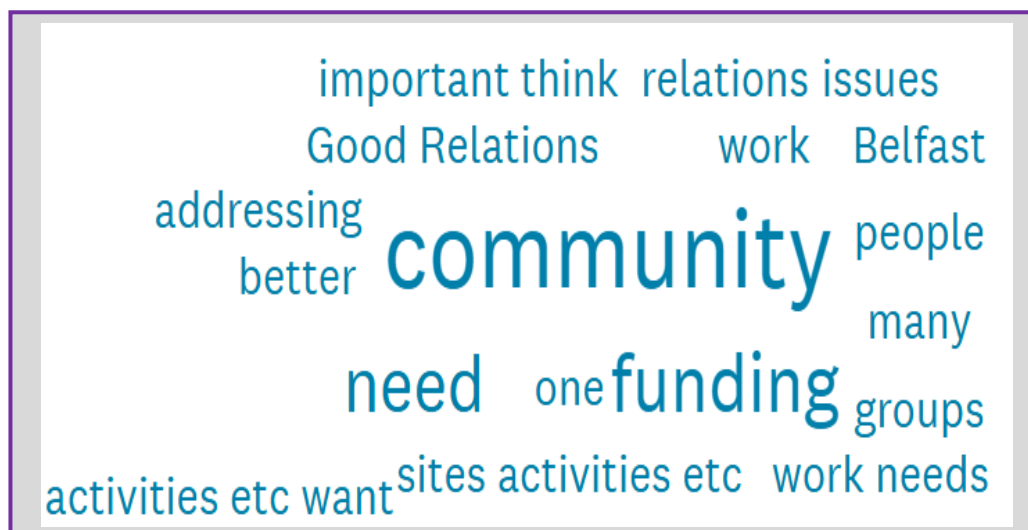 important think relations issues
Good Relations work Belfast
addressing
community people
better
many
need one funding
groups
sites activities etc work needs
activities etc want